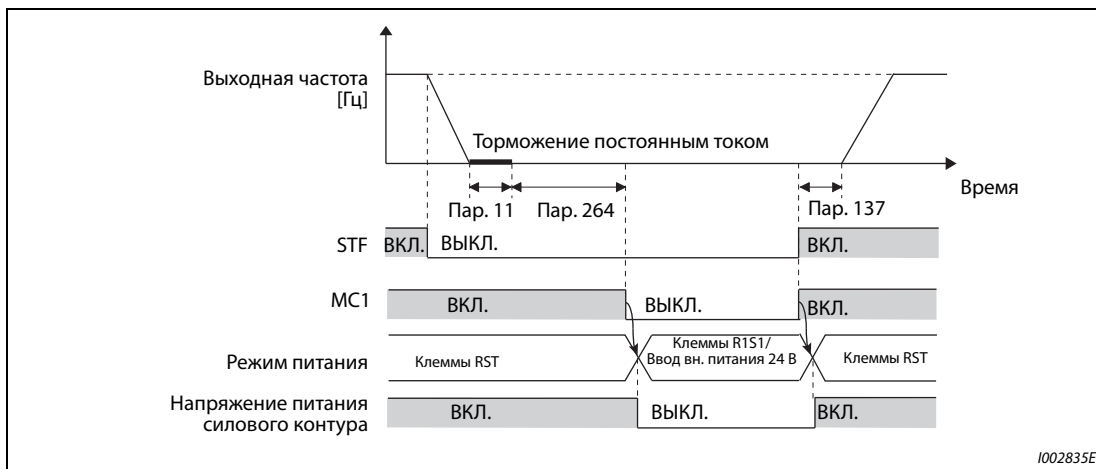 Выходная частота
[Гц]
Торможение постоянным током
Время
Пар. 11
Пар. 264
Пар. 137
STF
ВКЛ.
ВЫКЛ.
ВКЛ.
MC1
ВКЛ.
ВЫКЛ.
ВКЛ.
Режим питания
Клеммы RST
Клеммы R1S1/
Ввод вн. питания 24 В
Клеммы RST
Напряжение питания
силового контура
ВКЛ.
ВЫКЛ.
ВКЛ.
I002835E